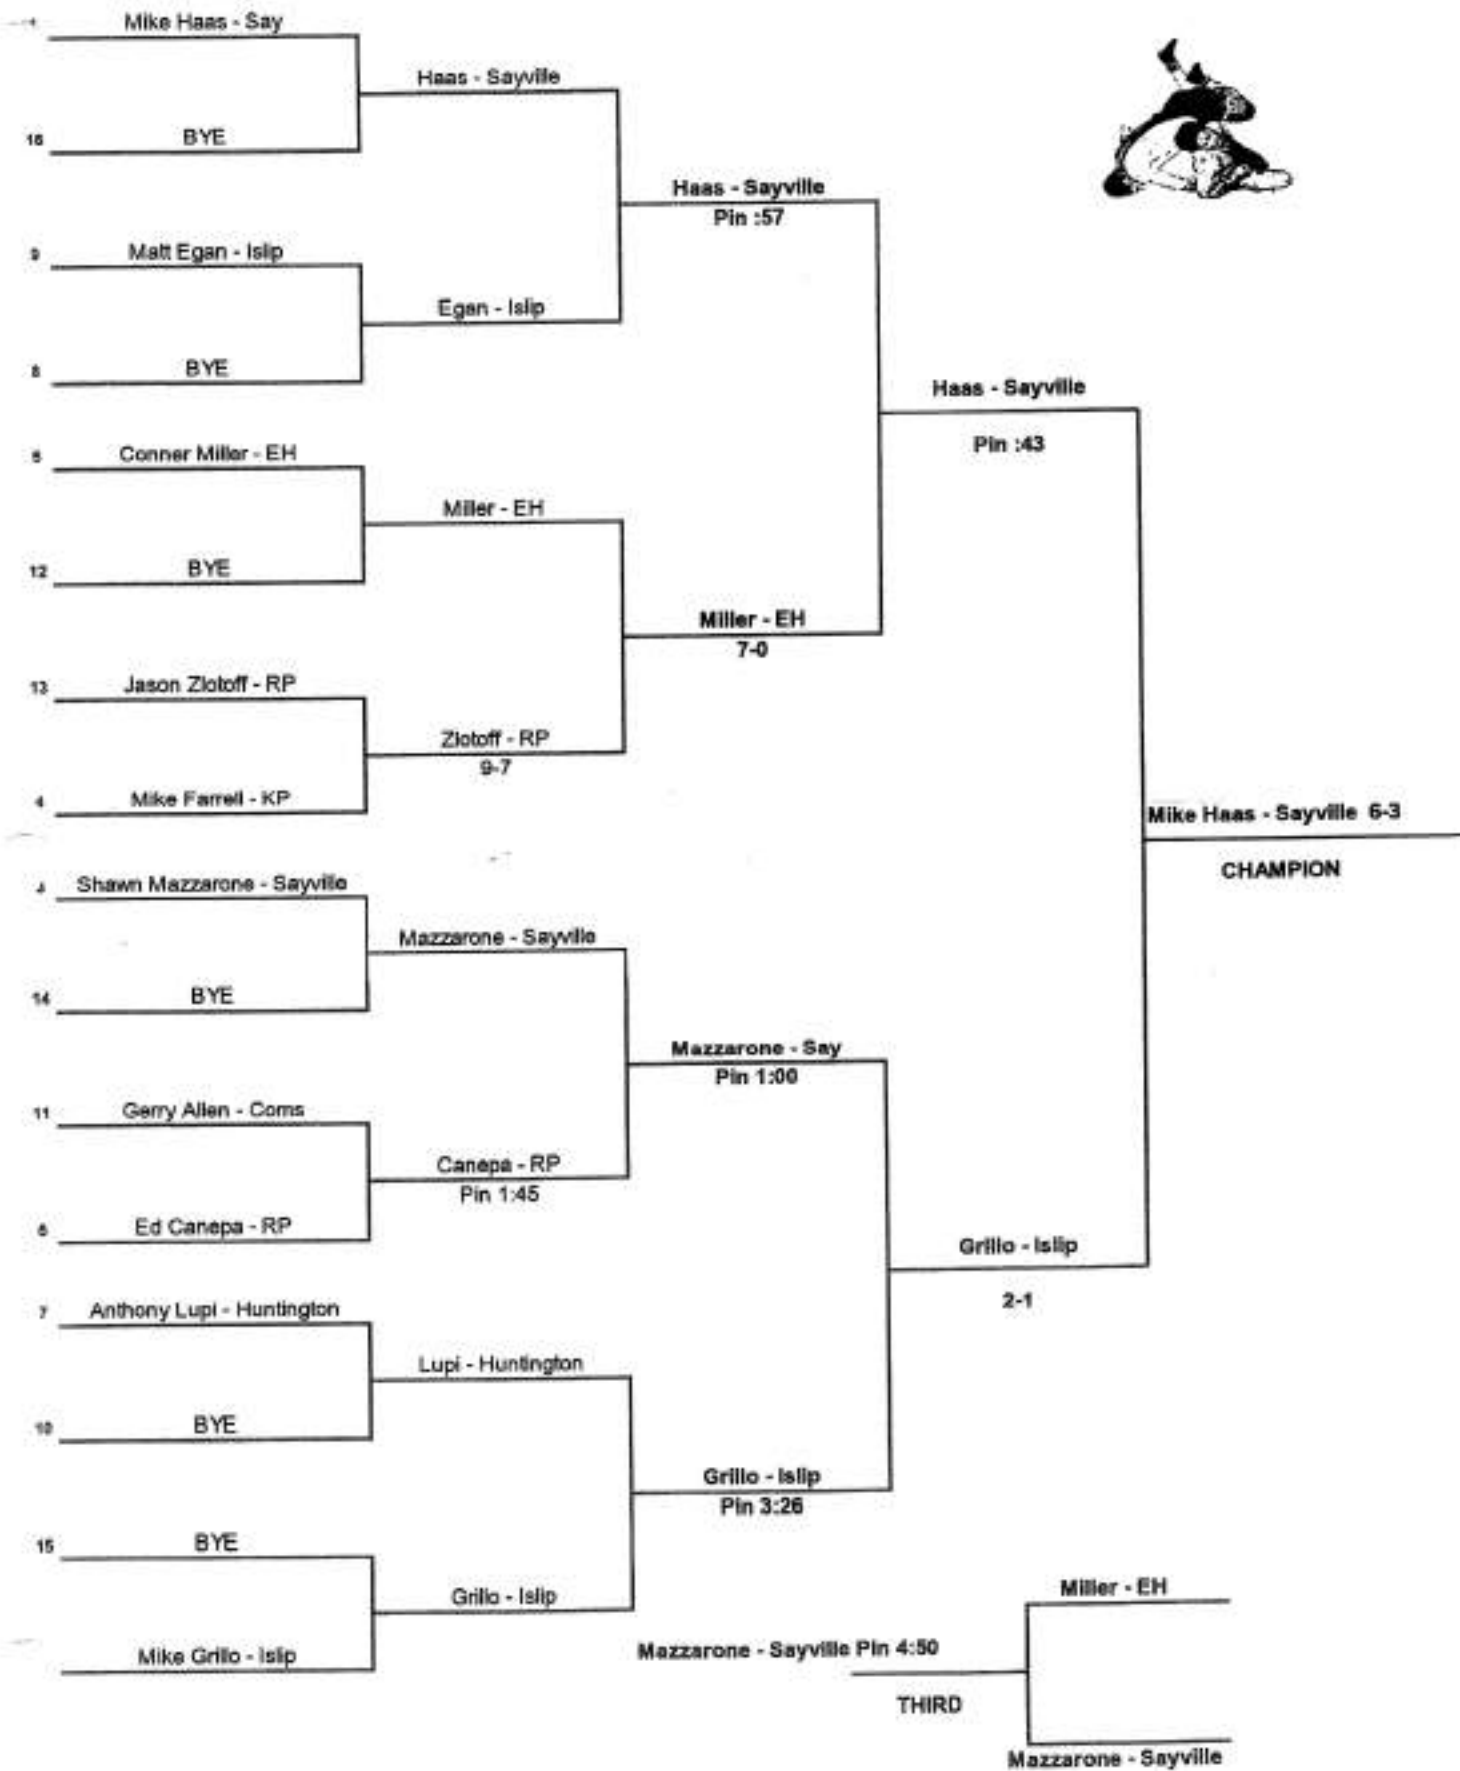 Mike Haas - Say
Haas - Sayville
16
BYE
Haas - Sayville
Pin :57
9
Matt Egan - Islip
Egan - Islip
8
BYE
Haas - Sayville
Pin :43
5
Conner Miller - EH
Miller - EH
12
BYE
Miller - EH
7-0
13
Jason Zlotoff - RP
Zlotoff - RP
9-7
4
Mike Farrell - KP
Mike Haas - Sayville 6-3
CHAMPION
Shawn Mazzarone - Sayville
Mazzarone - Sayville
14
BYE
Mazzarone - Say
Pin 1:00
11
Gerry Allen - Coms
Canepa - RP
Pin 1:45
6
Ed Canepa - RP
Grillo - Islip
2-1
7
Anthony Lupi - Huntington
Lupi - Huntington
10
BYE
Grillo - Islip
Pin 3:26
15
BYE
Grillo - Islip
Mike Grillo - Islip
Miller - EH
Mazzarone - Sayville Pin 4:50
THIRD
Mazzarone - Sayville